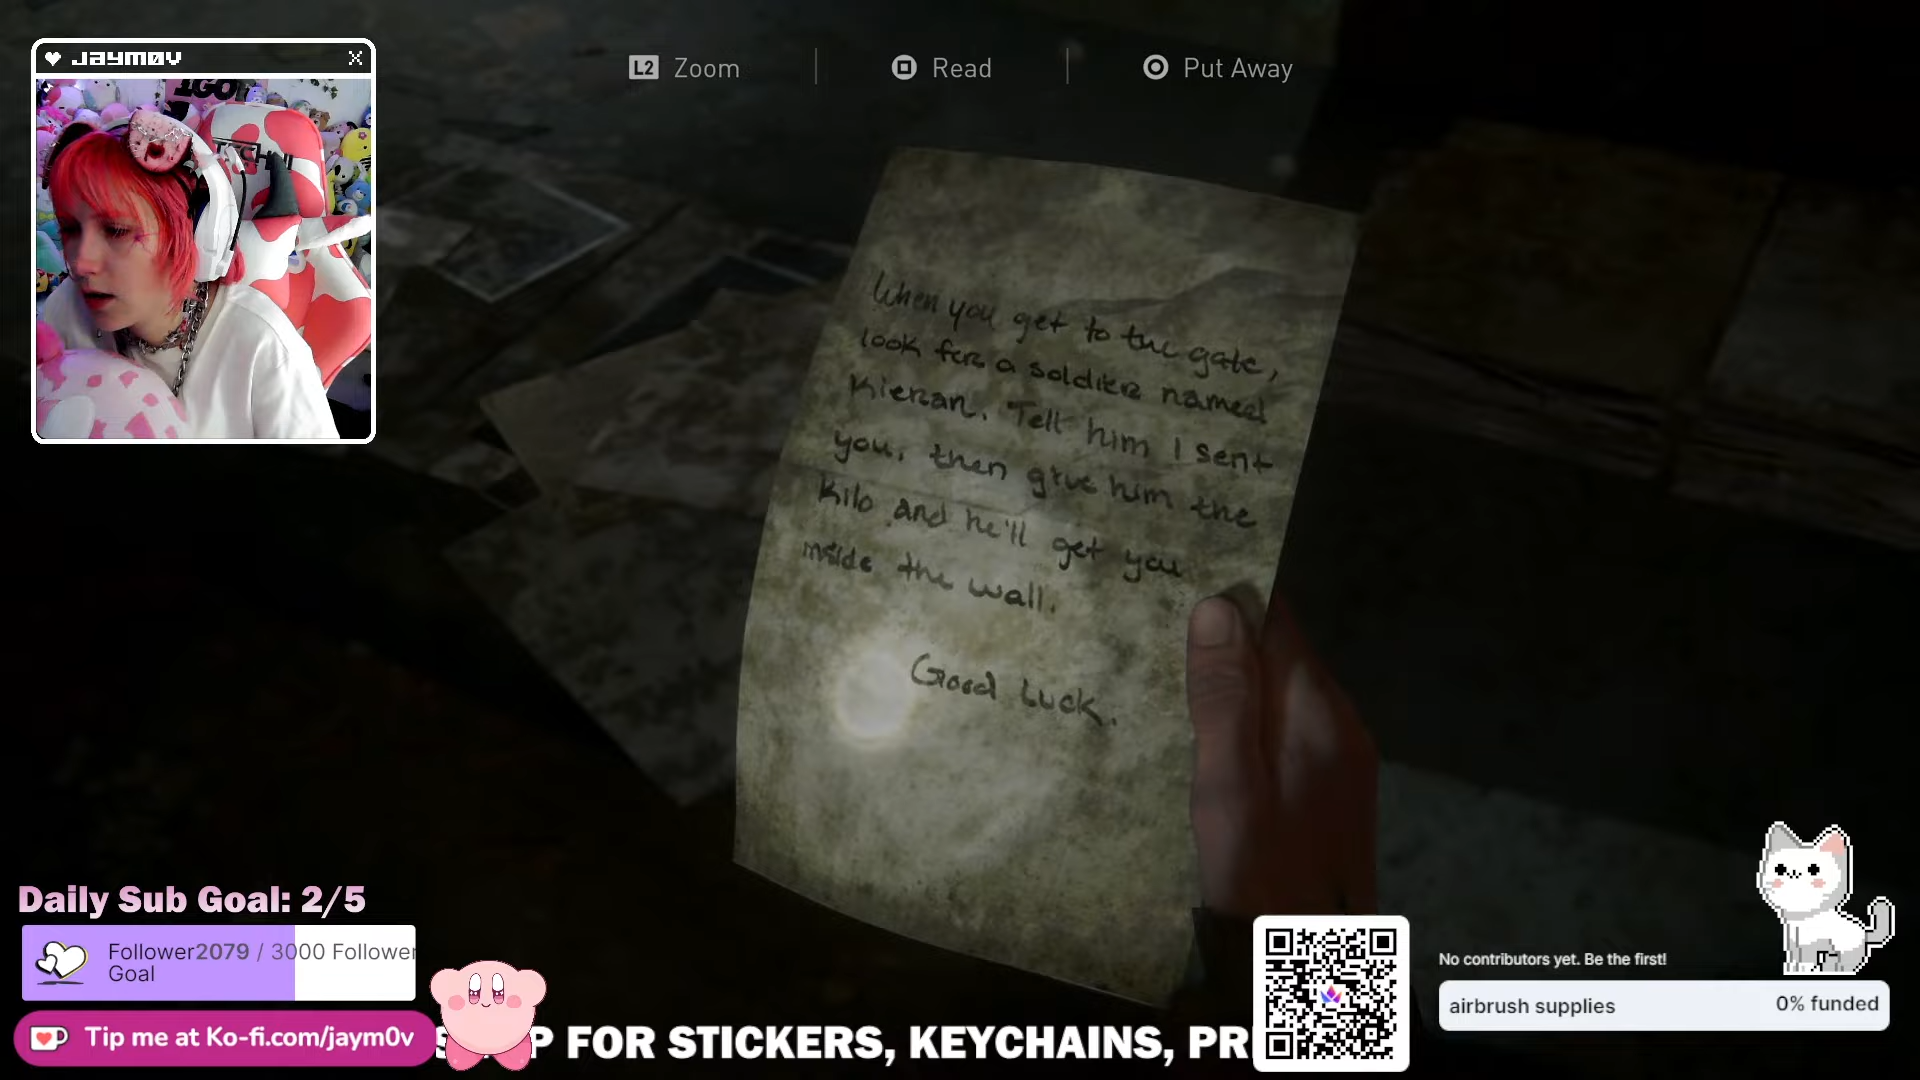 Jaym0v
L2 Zoom
Read
Put Away
When you get to the gate,
look for a soldier named
Kieran. Tell him I sent
you, then give him the
Kilo and he'll get you
inside the wall.
Good Luck.
Daily Sub Goal: 2/5
Follower2079 / 3000 Follower
Goal
Tip me at Ko-fi.com/jaym0v
P FOR STICKERS, KEYCHAINS, PRI
No contributors yet. Be the first!
airbrush supplies
0% funded